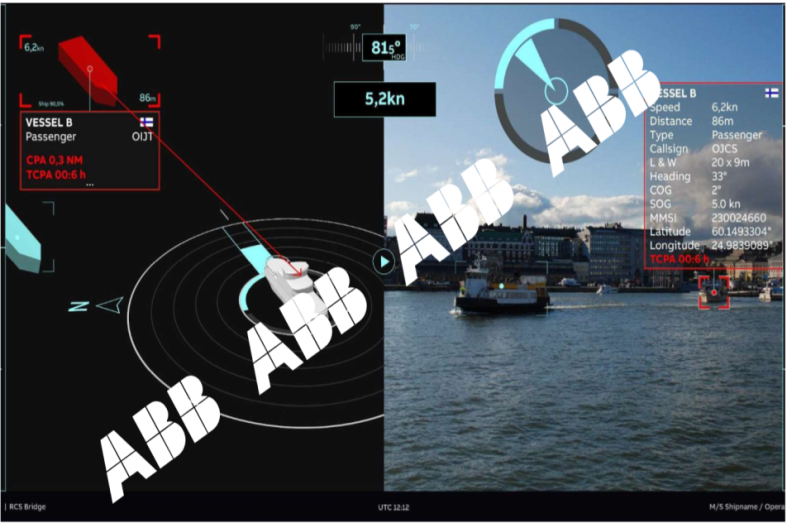 90°
70°
815°
HDG
6,2kn
86m
Ship 90,5%
5,2kn
VESSEL B
Passenger OIJT
CPA 0,3 NM
TCPA 00:6 h
...
N
VESSEL B
Speed 6,2kn
Distance 86m
Type Passenger
Callsign OJCS
L & W 20 x 9m
Heading 33°
COG 2°
SOG 5.0 kn
MMSI 230024660
Latitude 60.1493304°
Longitude 24.9839089°
TCPA 00:6 h
ABB
ABB
ABB
ABB
| RCS Bridge
UTC 12:12
M/S Shipname / Opera